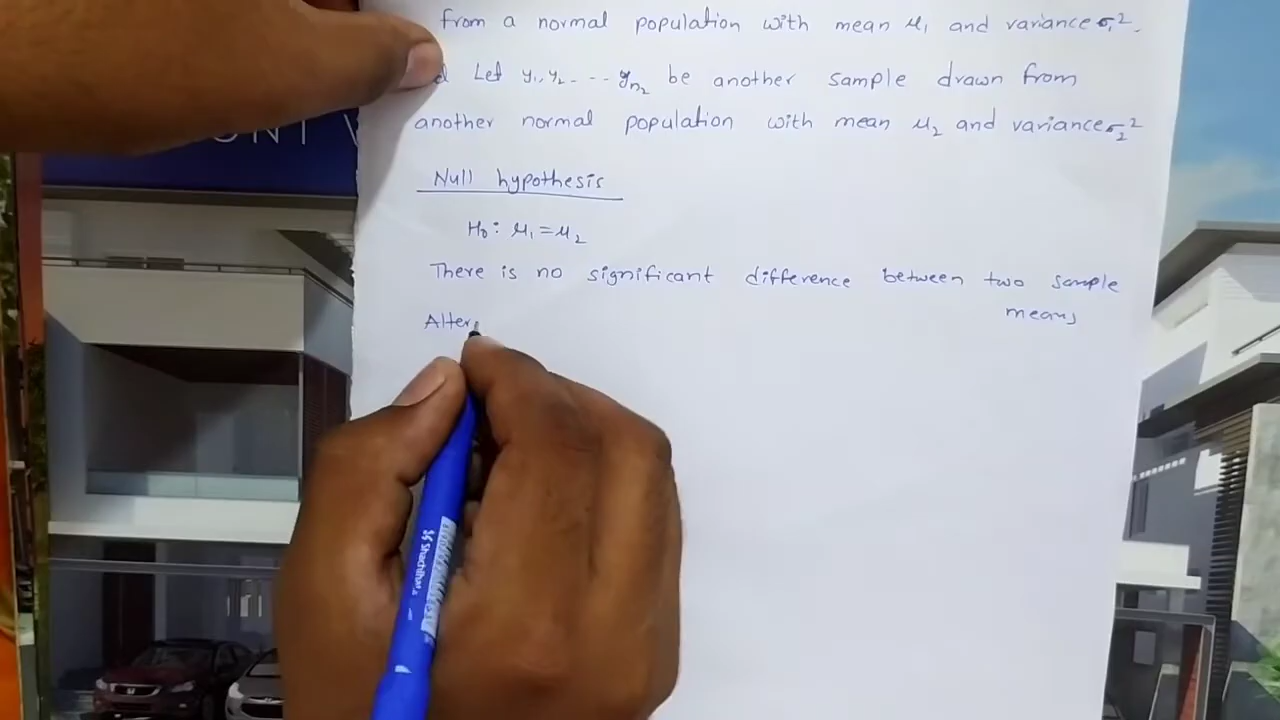 from a normal population with mean μ₁ and variance σ₁².
Let y₁, y₂ - - - yₙ₂ be another sample drawn from
another normal population with mean μ₂ and variance σ₂²
Null hypothesis
H₀: μ₁ = μ₂
There is no significant difference between two sample
means
Alter